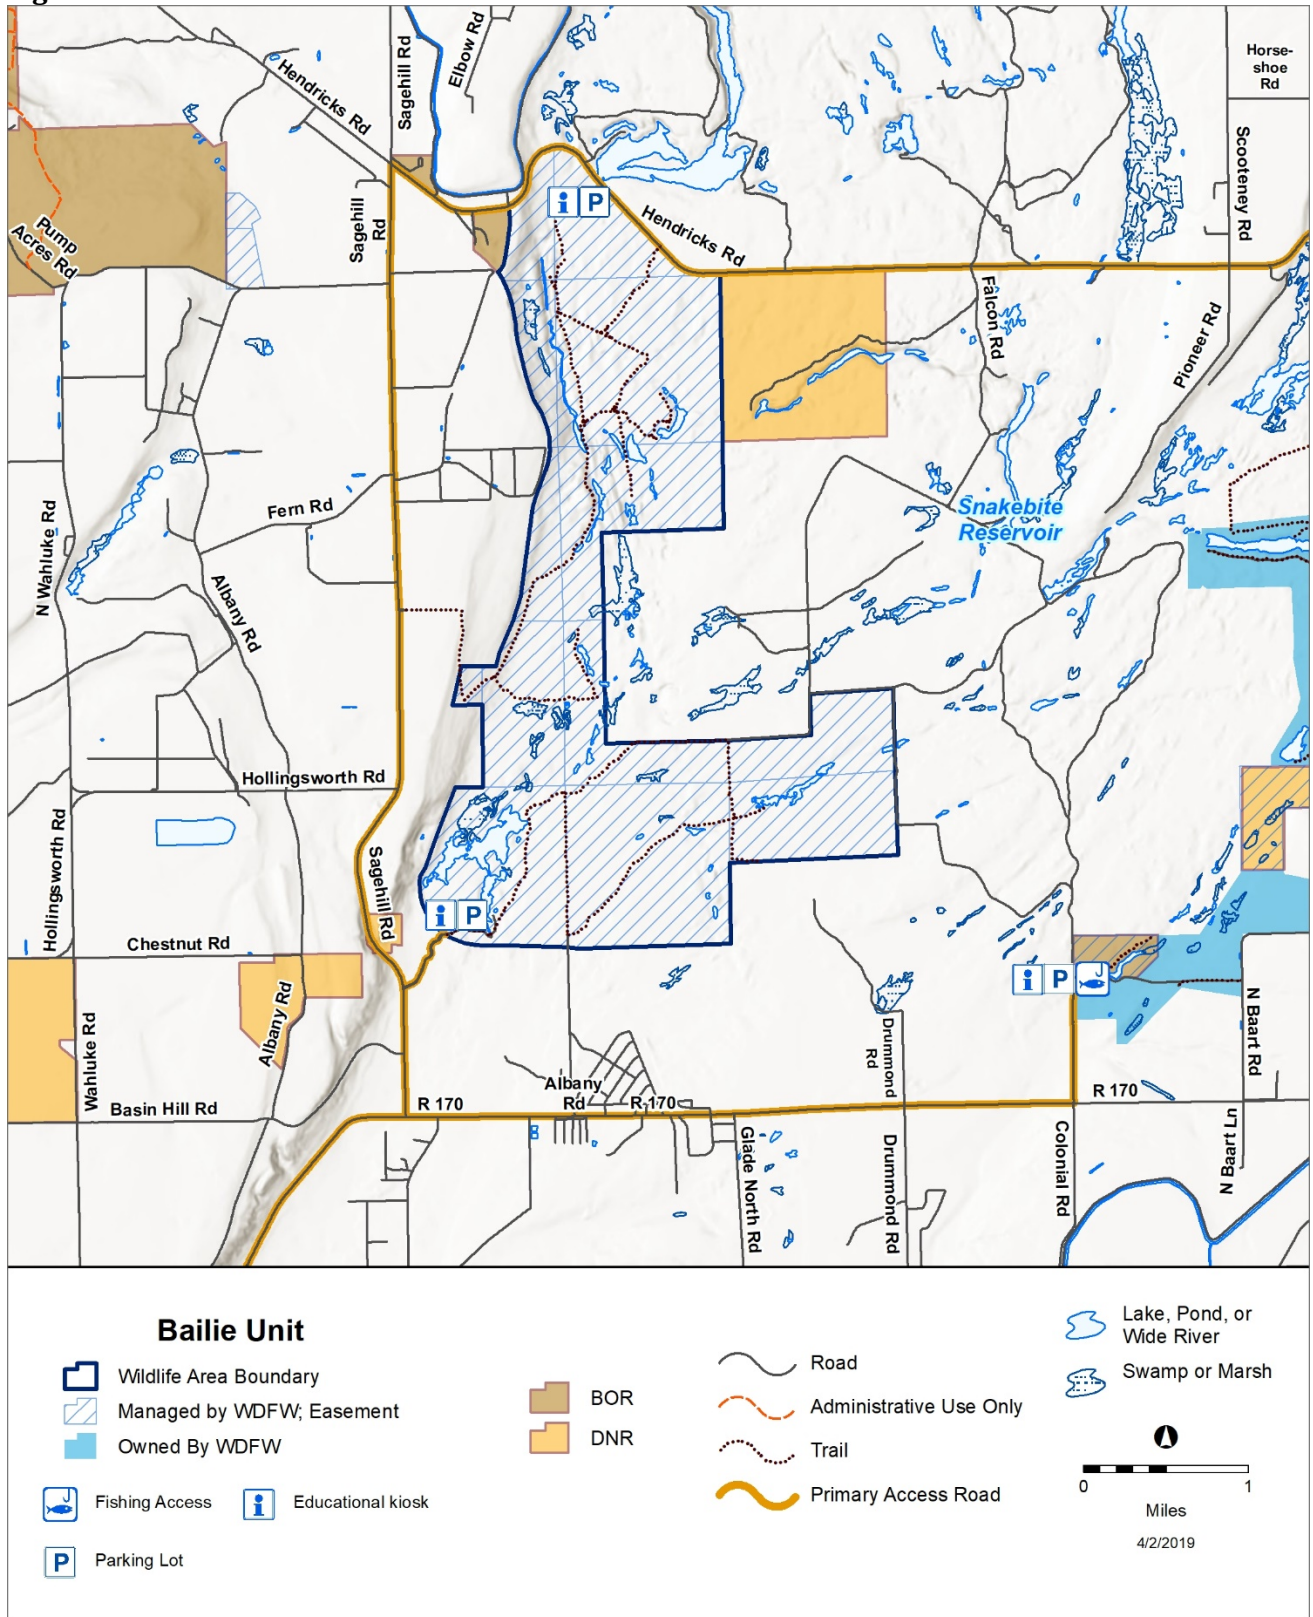 Hendricks Rd
Sagehill Rd
Elbow Rd
Horse-
shoe
Rd
Scooteney Rd
Sagehill
Rd
Pump
Acres Rd
Hendricks Rd
Falcon Rd
Pioneer Rd
N Wahluke Rd
Fern Rd
Snakebite
Reservoir
Albany Rd
Hollingsworth Rd
Hollingsworth Rd
Sagehill Rd
Chestnut Rd
Albany Rd
Wahluke Rd
Basin Hill Rd
R 170
Albany
Rd
R 170
Drummond
Rd
N Baart Rd
R 170
Glade North Rd
Drummond Rd
Colonial Rd
N Baart Ln
i P
i P
i P
Bailie Unit
Wildlife Area Boundary
Managed by WDFW; Easement
Owned By WDFW
Fishing Access
i Educational kiosk
P Parking Lot
BOR
DNR
Road
Administrative Use Only
Trail
Primary Access Road
Lake, Pond, or
Wide River
Swamp or Marsh
0 1
Miles
4/2/2019